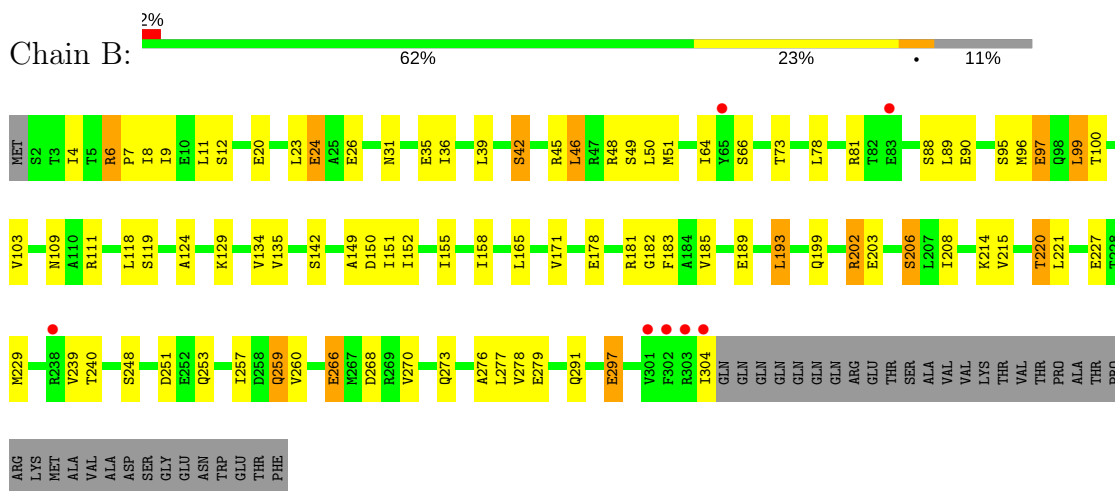 2%
Chain B:
62% 23% • 11%
MET S2 T3 I4 T5 R6 P7 I8 I9 E10 L11 S12 E20 L23 E24 A25 E26 N31 E35 I36 L39 S42 R45 L46 R47 R48 S49 L50 M51 I64 Y65 S66 T73 L78 R81 T82 E83 S88 L89 E90 S95 M96 E97 Q98 L99 T100
V103 N109 A110 R111 L118 S119 A124 K129 V134 V135 S142 A149 D150 I151 I152 I155 I158 L165 V171 E178 R181 G182 F183 A184 V185 E189 L193 Q199 R202 E203 S206 L207 I208 K214 V215 T220 L221 E227 T228
M229 R238 V239 T240 S248 D251 E252 Q253 I257 D258 Q259 V260 E266 M267 D268 R269 V270 Q273 A276 L277 V278 E279 Q291 E297 V301 F302 R303 I304 GLN GLN GLN GLN GLN GLN GLN ARG GLU THR SER ALA VAL VAL LYS THR VAL THR PRO ALA THR PRO
ARG LYS MET ALA VAL ALA ASP SER GLY GLU ASN TRP GLU THR PHE